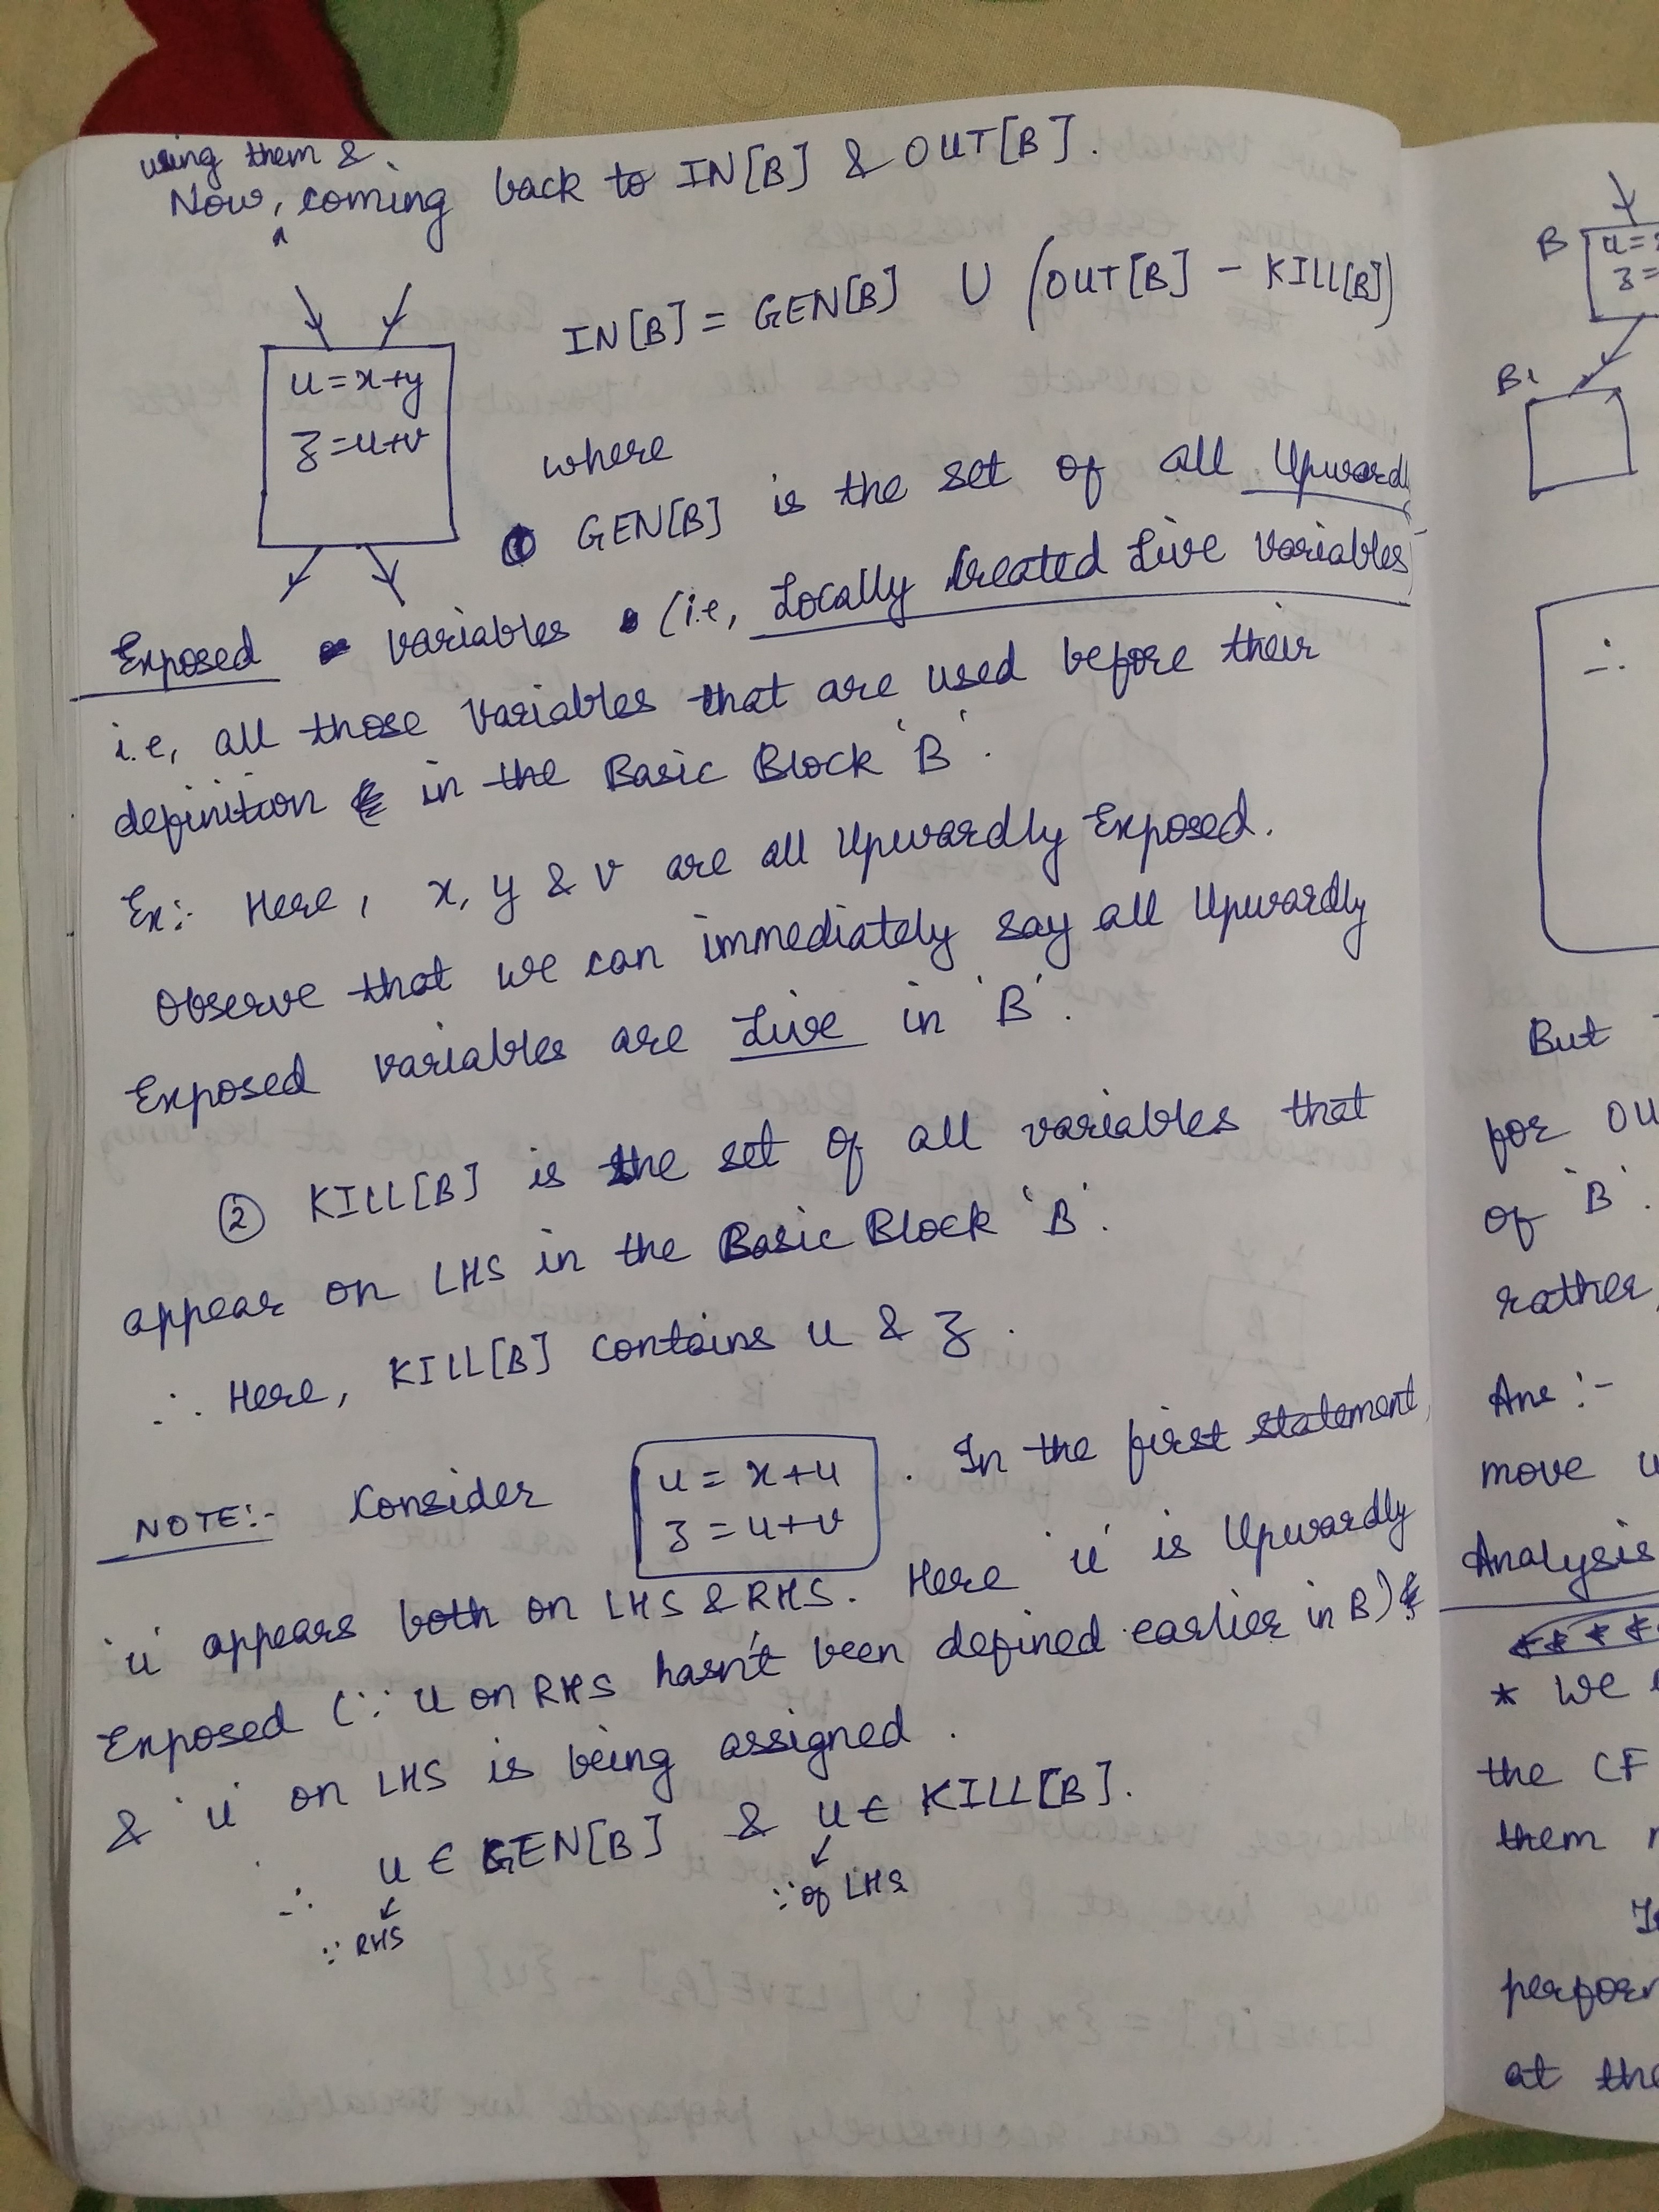 using them &
Now, coming back to IN[B] & OUT[B].
IN[B] = GEN[B] ∪ (OUT[B] - KILL[B])
u=x+y
z=u+v
where
① GEN[B] is the set of all Upwardly
Exposed variables (i.e, Locally Created Live Variables)
i.e, all those Variables that are used before their
definition in the Basic Block 'B'.
Ex:- Here, x, y & v are all Upwardly Exposed.
Observe that we can immediately say all Upwardly
Exposed variables are Live in 'B'.
② KILL[B] is the set of all variables that
appear on LHS in the Basic Block 'B'.
∴ Here, KILL[B] contains u & z.
NOTE:- Consider u = x+u . In the first statement,
z = u+v
'u' appears both on LHS & RHS. Here 'u' is Upwardly
Exposed (∵ u on RHS hasn't been defined earlier in B)
& 'u' on LHS is being assigned.
∴ u ∈ GEN[B] & u ∈ KILL[B].
∵ RHS
∵ of LHS
B
u=
z=
B1
∴
But
for OU
of 'B'.
rather,
Ans:-
move
Analysis
* We
the CF
them
perfor
at the